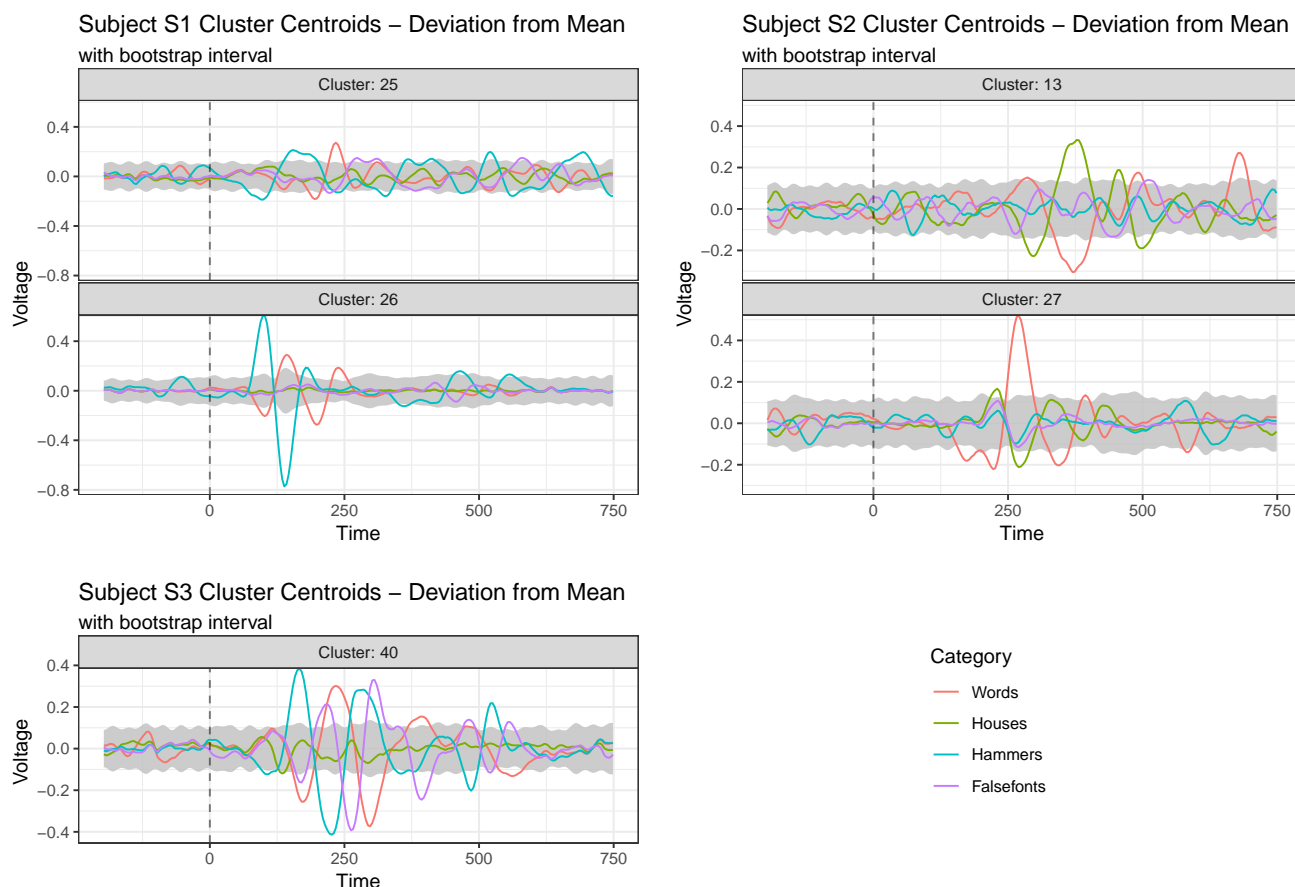 Subject S1 Cluster Centroids − Deviation from Mean
with bootstrap interval
Cluster: 25
0.4
0.0
−0.4
−0.8
Cluster: 26
0.4
0.0
−0.4
−0.8
Voltage
0 250 500 750
Time
Subject S2 Cluster Centroids − Deviation from Mean
with bootstrap interval
Cluster: 13
0.4
0.2
0.0
−0.2
Cluster: 27
0.4
0.2
0.0
−0.2
Voltage
0 250 500 750
Time
Subject S3 Cluster Centroids − Deviation from Mean
with bootstrap interval
Cluster: 40
0.4
0.2
0.0
−0.2
−0.4
Voltage
0 250 500 750
Time
Category
Words
Houses
Hammers
Falsefonts